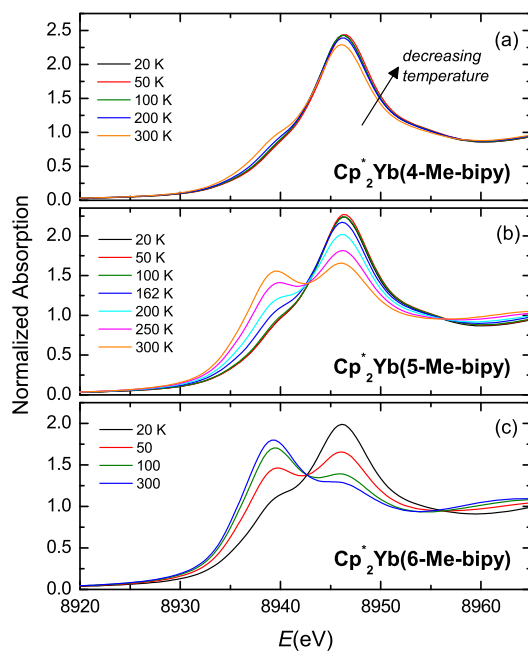 2.5
2.0
1.5
1.0
0.5
0.0
20 K
50 K
100 K
200 K
300 K
(a)
decreasing
temperature
Cp*2Yb(4-Me-bipy)
Normalized Absorption
2.0
1.5
1.0
0.5
0.0
20 K
50 K
100 K
162 K
200 K
250 K
300 K
(b)
Cp*2Yb(5-Me-bipy)
2.0
1.5
1.0
0.5
0.0
20 K
50
100
300
(c)
Cp*2Yb(6-Me-bipy)
8920 8930 8940 8950 8960
E(eV)